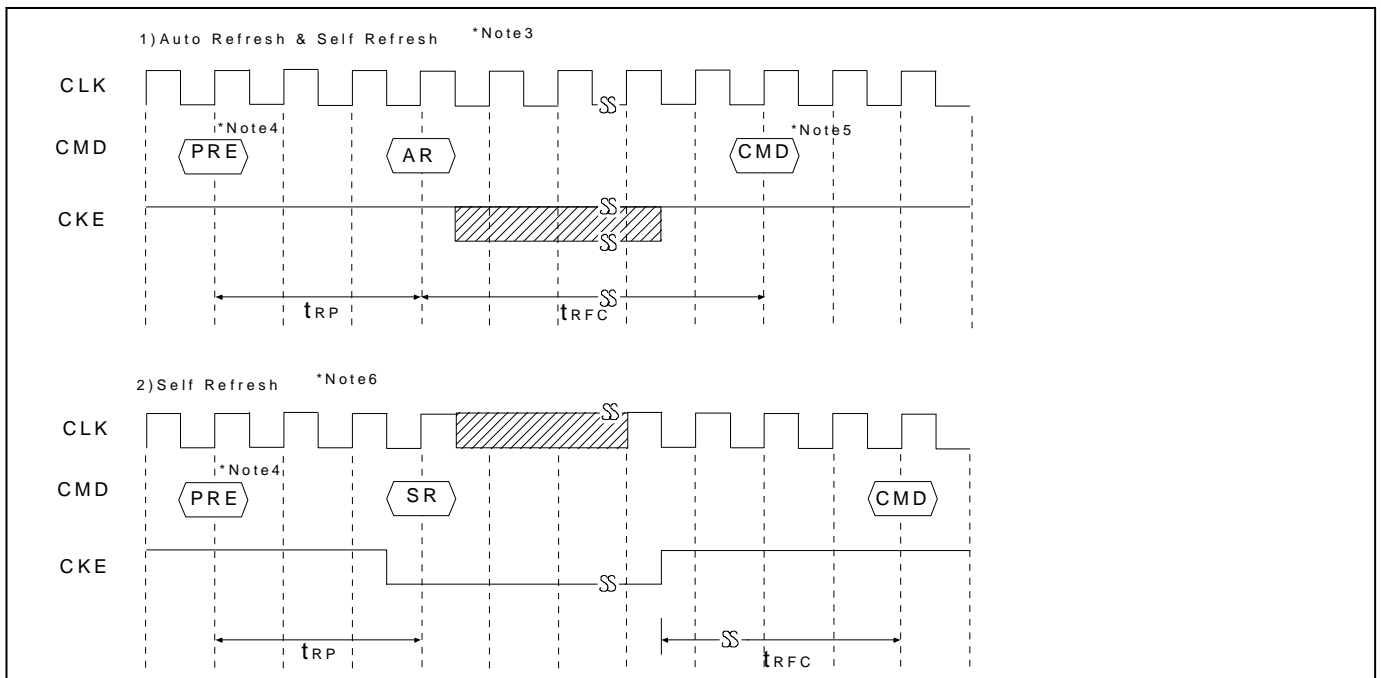 1)Auto Refresh & Self Refresh *Note3
CLK
*Note4 *Note5
CMD PRE AR CMD
CKE
tRP tRFC
2)Self Refresh *Note6
CLK
*Note4
CMD PRE SR CMD
CKE
tRP tRFC